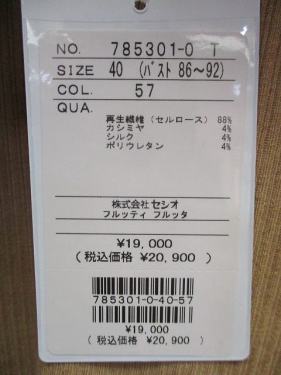 NO. 785301-0 T
SIZE 40 (バスト 86〜92)
COL. 57
QUA.
再生繊維 (セルロース) 88%
カシミヤ 4%
シルク 4%
ポリウレタン 4%
株式会社セシオ
フルッティ フルッタ
¥19,000
(税込価格 ¥20,900 )
785301-0-40-57
¥19,000
( 税込価格 ¥20,900 )